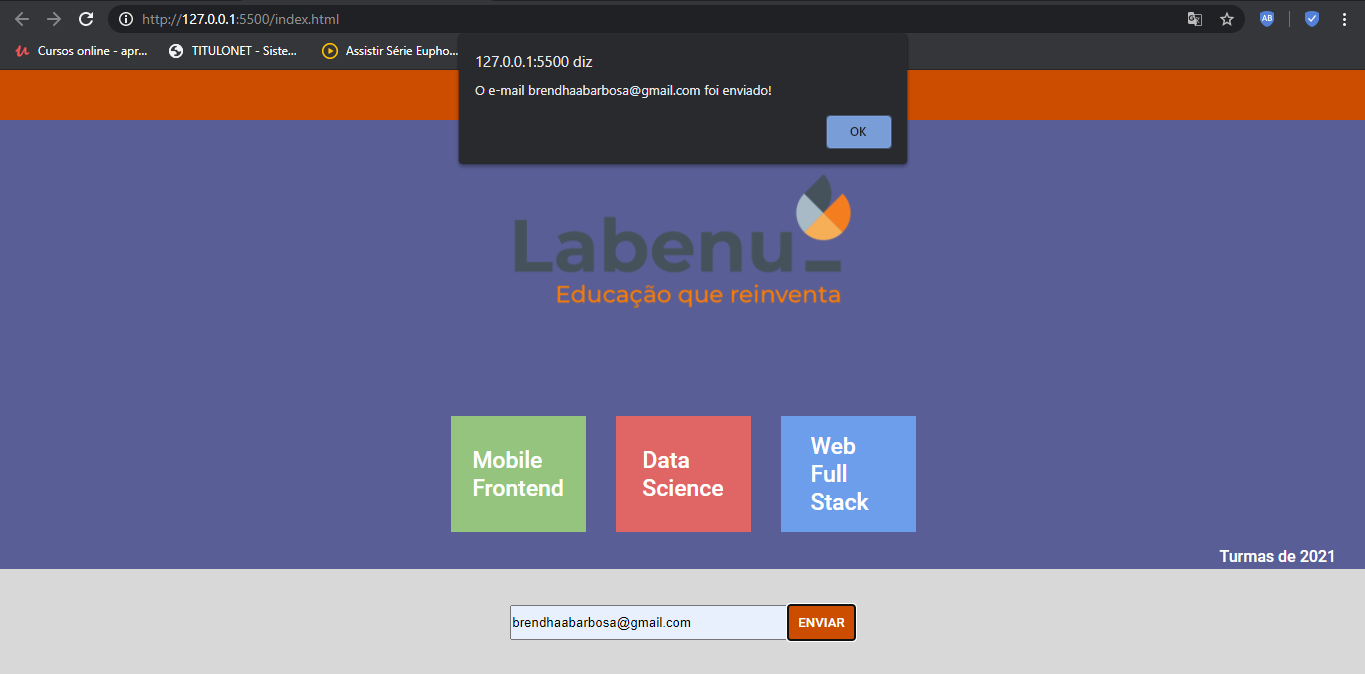 http://127.0.0.1:5500/index.html
AB
Cursos online - apr...
TITULONET - Siste...
Assistir Série Eupho...
127.0.0.1:5500 diz
O e-mail brendhaabarbosa@gmail.com foi enviado!
OK
Labenu_
Educação que reinventa
Mobile
Frontend
Data
Science
Web
Full
Stack
Turmas de 2021
brendhaabarbosa@gmail.com
ENVIAR